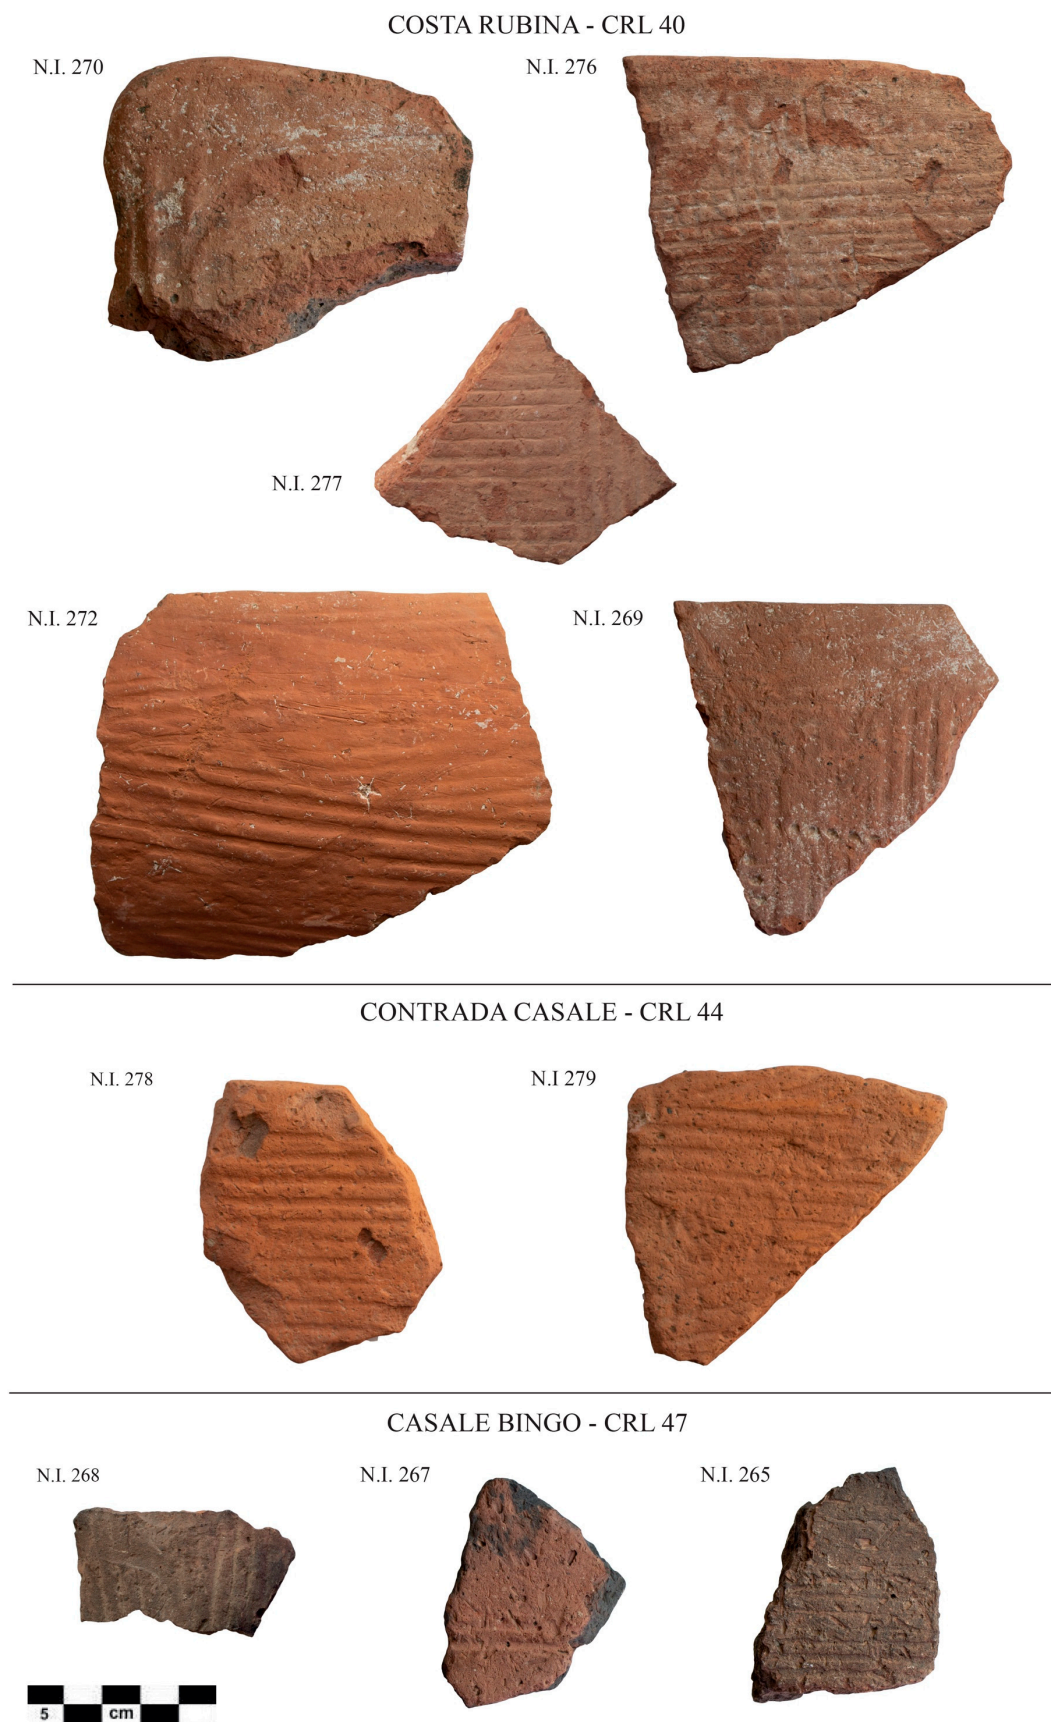 COSTA RUBINA - CRL 40
N.I. 270
N.I. 276
N.I. 277
N.I. 272
N.I. 269
CONTRADA CASALE - CRL 44
N.I. 278
N.I 279
CASALE BINGO - CRL 47
N.I. 268
N.I. 267
N.I. 265
5 cm